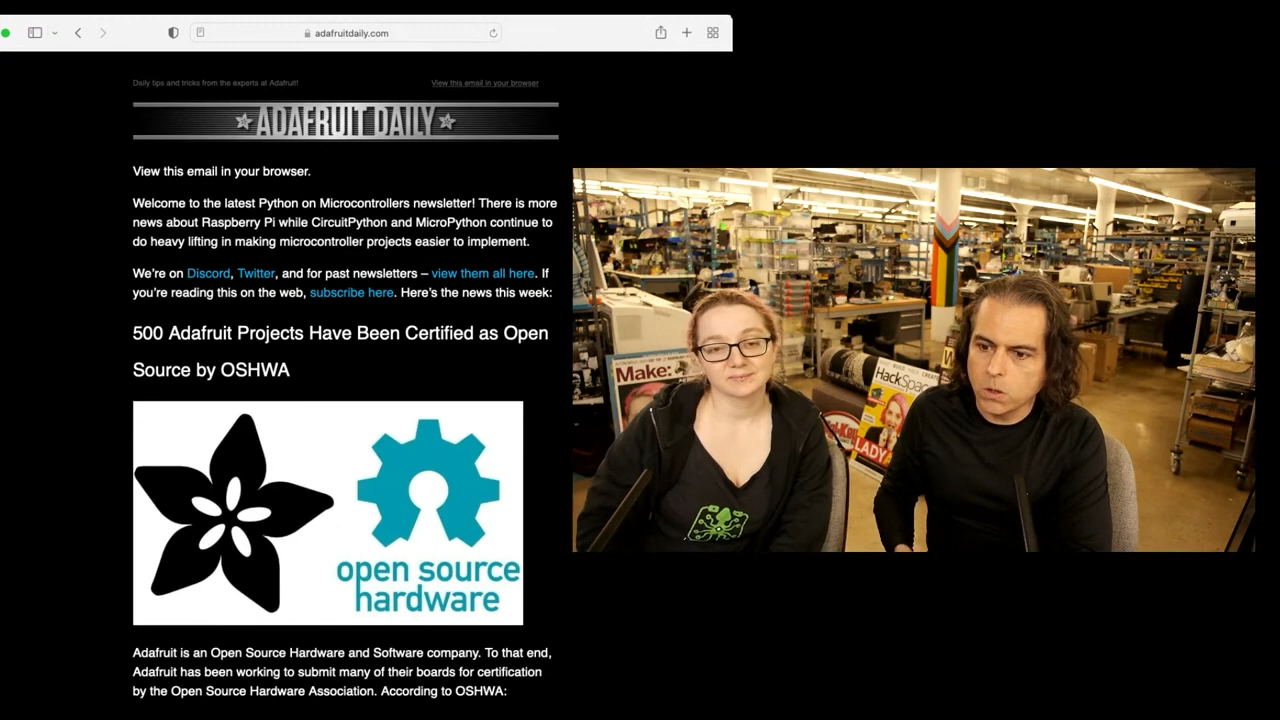 adafruitdaily.com
Daily tips and tricks from the experts at Adafruit!
View this email in your browser
ADAFRUIT DAILY
View this email in your browser.
Welcome to the latest Python on Microcontrollers newsletter! There is more
news about Raspberry Pi while CircuitPython and MicroPython continue to
do heavy lifting in making microcontroller projects easier to implement.
We're on Discord, Twitter, and for past newsletters – view them all here. If
you're reading this on the web, subscribe here. Here's the news this week:
500 Adafruit Projects Have Been Certified as Open
Source by OSHWA
open source
hardware
Adafruit is an Open Source Hardware and Software company. To that end,
Adafruit has been working to submit many of their boards for certification
by the Open Source Hardware Association. According to OSHWA:
Make:
HackSpac
LADY